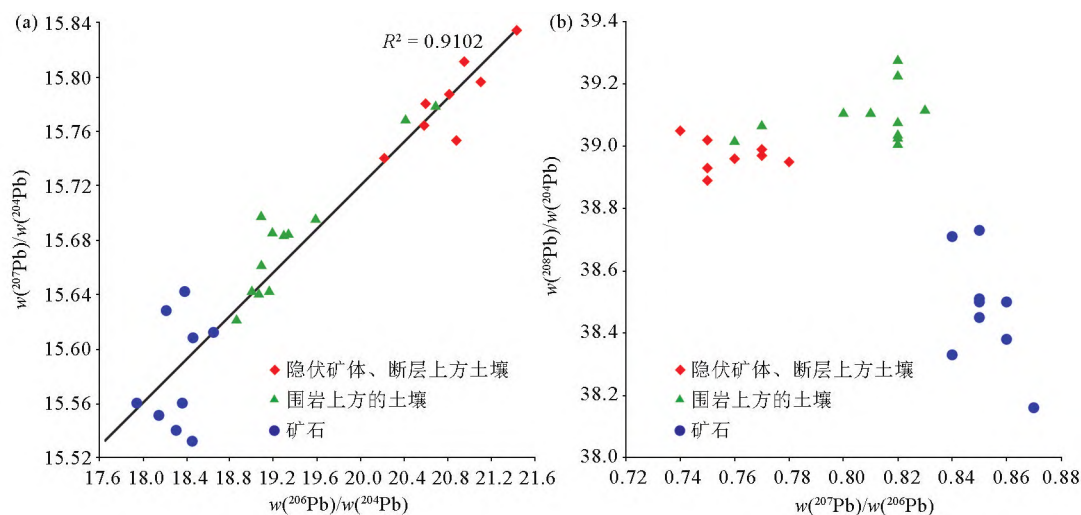 (a)
15.84
15.80
15.76
15.72
15.68
15.64
15.60
15.56
15.52
w(²⁰⁷Pb)/w(²⁰⁴Pb)
R² = 0.9102
隐伏矿体、断层上方土壤
围岩上方的土壤
矿石
17.6 18.0 18.4 18.8 19.2 19.6 20.0 20.4 20.8 21.2 21.6
w(²⁰⁶Pb)/w(²⁰⁴Pb)
(b)
39.4
39.2
39.0
38.8
38.6
38.4
38.2
38.0
w(²⁰⁸Pb)/w(²⁰⁴Pb)
隐伏矿体、断层上方土壤
围岩上方的土壤
矿石
0.72 0.74 0.76 0.78 0.80 0.82 0.84 0.86 0.88
w(²⁰⁷Pb)/w(²⁰⁶Pb)